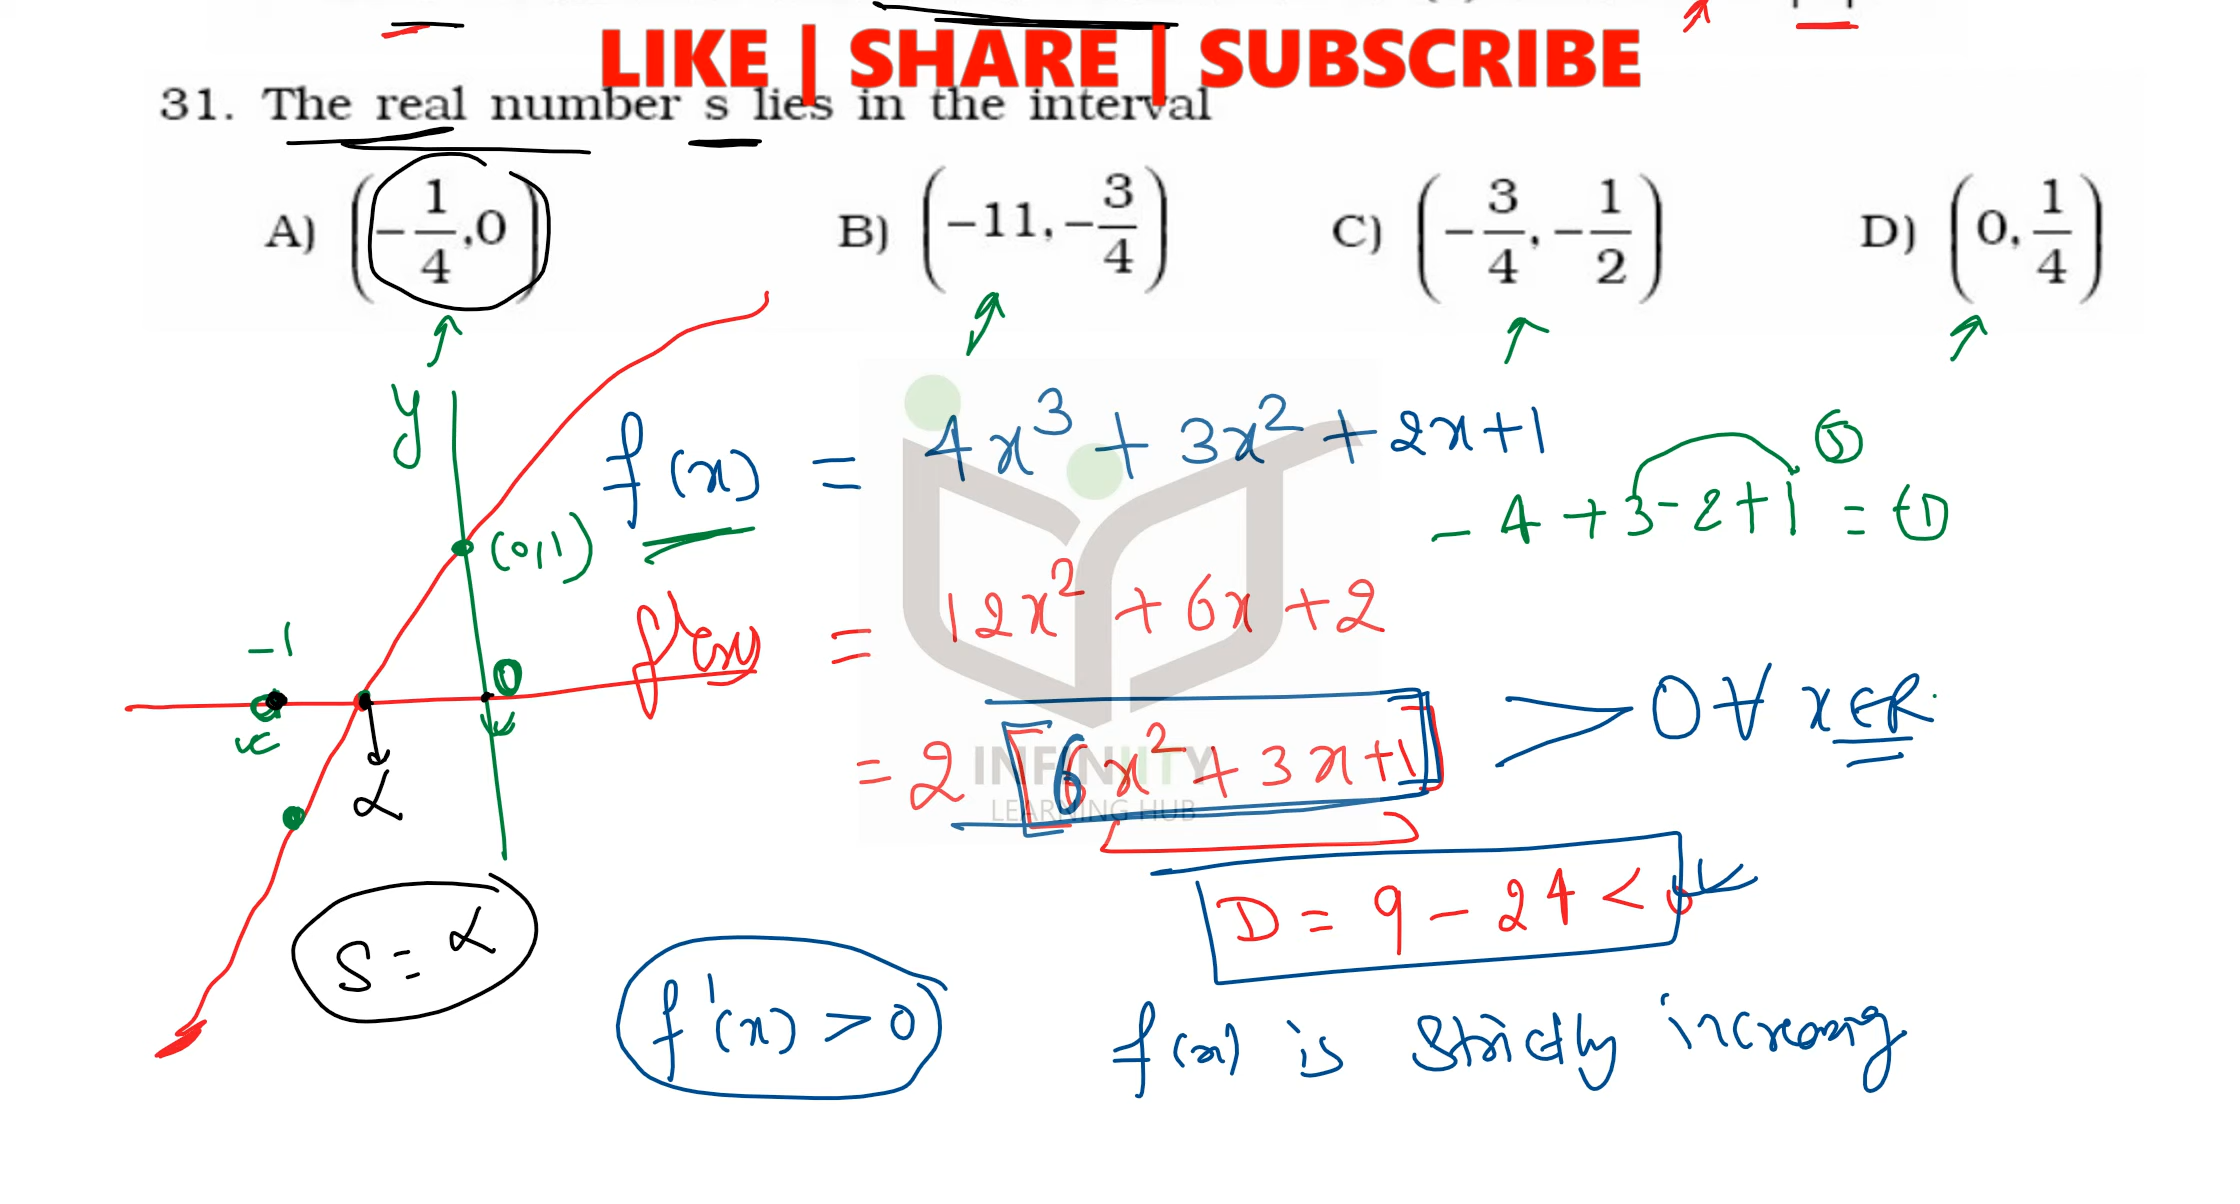 LIKE | SHARE | SUBSCRIBE
31. The real number s lies in the interval
A) (-1/4, 0) B) (-11, -3/4) C) (-3/4, -1/2) D) (0, 1/4)
y
f(x) = 4x³ + 3x² + 2x + 1
5
-4 + 3 - 2 + 1 =
(0,1)
f'(x) = 12x² + 6x + 2
-1
0
= 2 [6x² + 3x + 1] > 0 ∀ x ∈ R.
INFINIITY
LEARNING HUB
α
D = 9 - 24 < 0
S = α
f'(x) > 0
f(x) is strictly increasing